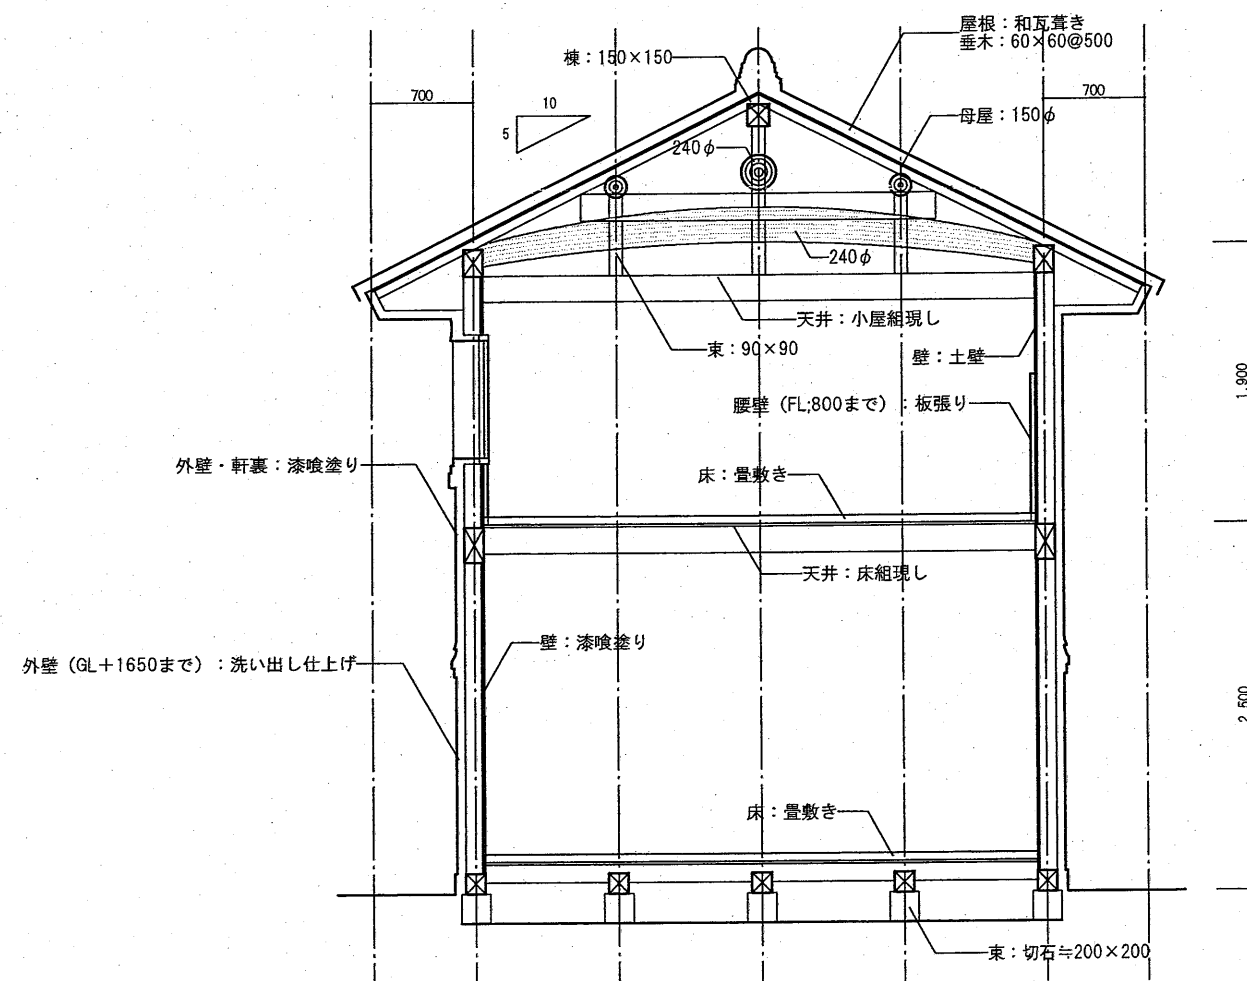 屋根：和瓦葺き
垂木：60×60@500
棟：150×150
700
700
10
5
母屋：150φ
240φ
240φ
天井：小屋組現し
束：90×90
壁：土壁
1,900
腰壁（FL;800まで）：板張り
外壁・軒裏：漆喰塗り
床：畳敷き
天井：床組現し
壁：漆喰塗り
外壁（GL＋1650まで）：洗い出し仕上げ
2,500
床：畳敷き
束：切石≒200×200